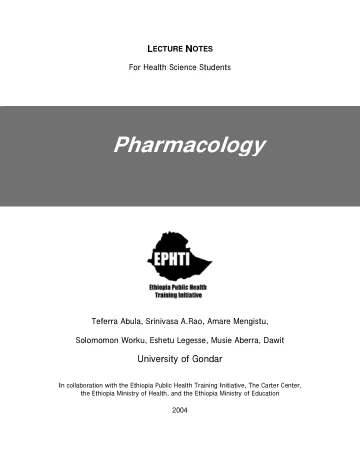 LECTURE NOTES
For Health Science Students
Pharmacology
EPHTI
Ethiopia Public Health
Training Initiative
Teferra Abula, Srinivasa A.Rao, Amare Mengistu,
Solomomon Worku, Eshetu Legesse, Musie Aberra, Dawit
University of Gondar
In collaboration with the Ethiopia Public Health Training Initiative, The Carter Center,
the Ethiopia Ministry of Health, and the Ethiopia Ministry of Education
2004